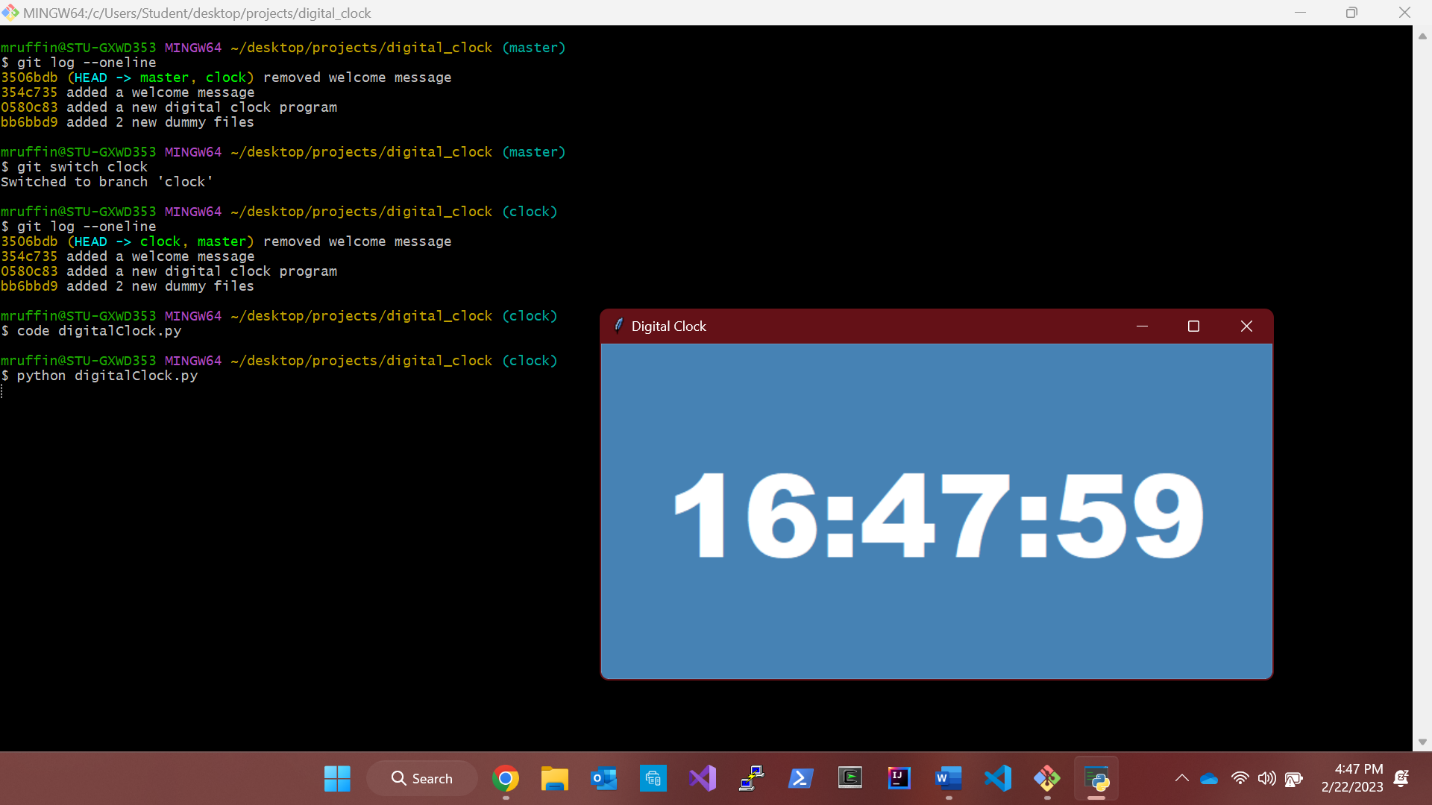 MINGW64:/c/Users/Student/desktop/projects/digital_clock
mruffin@STU-GXWD353 MINGW64 ~/desktop/projects/digital_clock (master)
$ git log --oneline
3506bdb (HEAD -> master, clock) removed welcome message
354c735 added a welcome message
0580c83 added a new digital clock program
bb6bbd9 added 2 new dummy files
mruffin@STU-GXWD353 MINGW64 ~/desktop/projects/digital_clock (master)
$ git switch clock
Switched to branch 'clock'
mruffin@STU-GXWD353 MINGW64 ~/desktop/projects/digital_clock (clock)
$ git log --oneline
3506bdb (HEAD -> clock, master) removed welcome message
354c735 added a welcome message
0580c83 added a new digital clock program
bb6bbd9 added 2 new dummy files
mruffin@STU-GXWD353 MINGW64 ~/desktop/projects/digital_clock (clock)
$ code digitalClock.py
mruffin@STU-GXWD353 MINGW64 ~/desktop/projects/digital_clock (clock)
$ python digitalClock.py
Digital Clock
16:47:59
Search
4:47 PM
2/22/2023